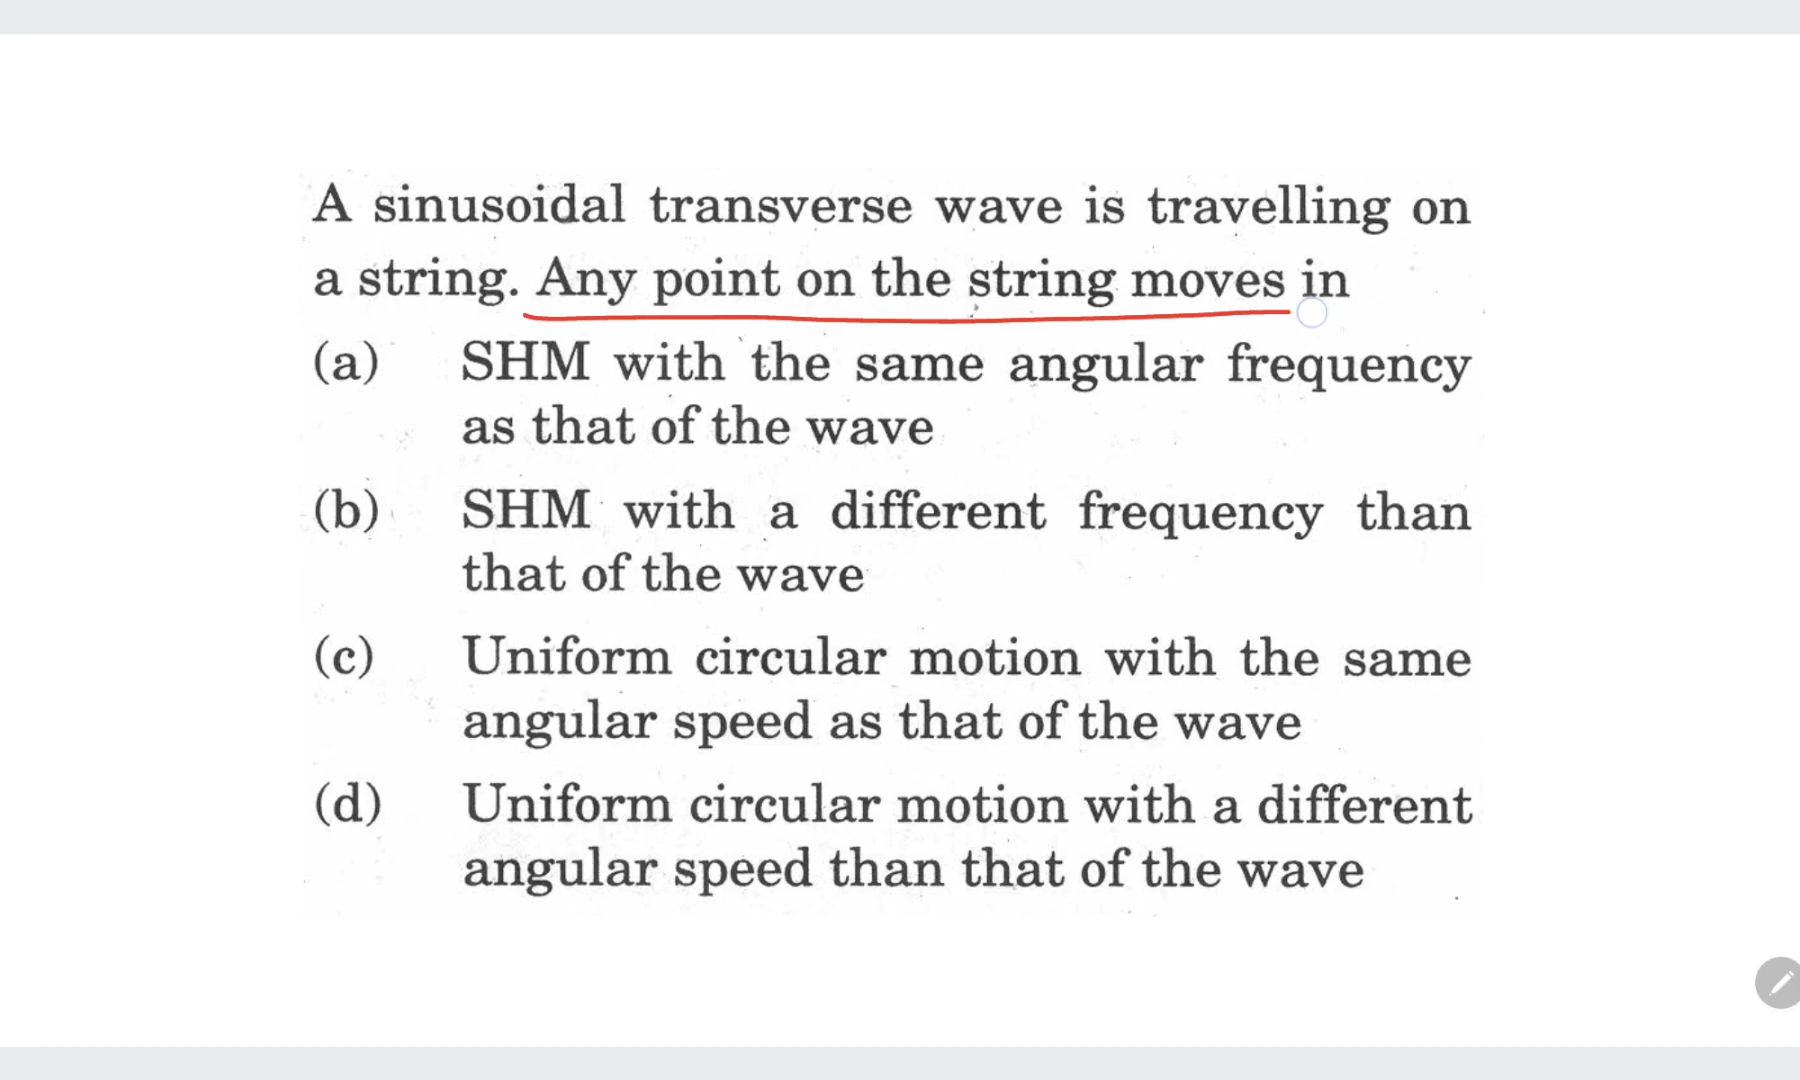 A sinusoidal transverse wave is travelling on
a string. Any point on the string moves in
(a) SHM with the same angular frequency
as that of the wave
(b) SHM with a different frequency than
that of the wave
(c) Uniform circular motion with the same
angular speed as that of the wave
(d) Uniform circular motion with a different
angular speed than that of the wave